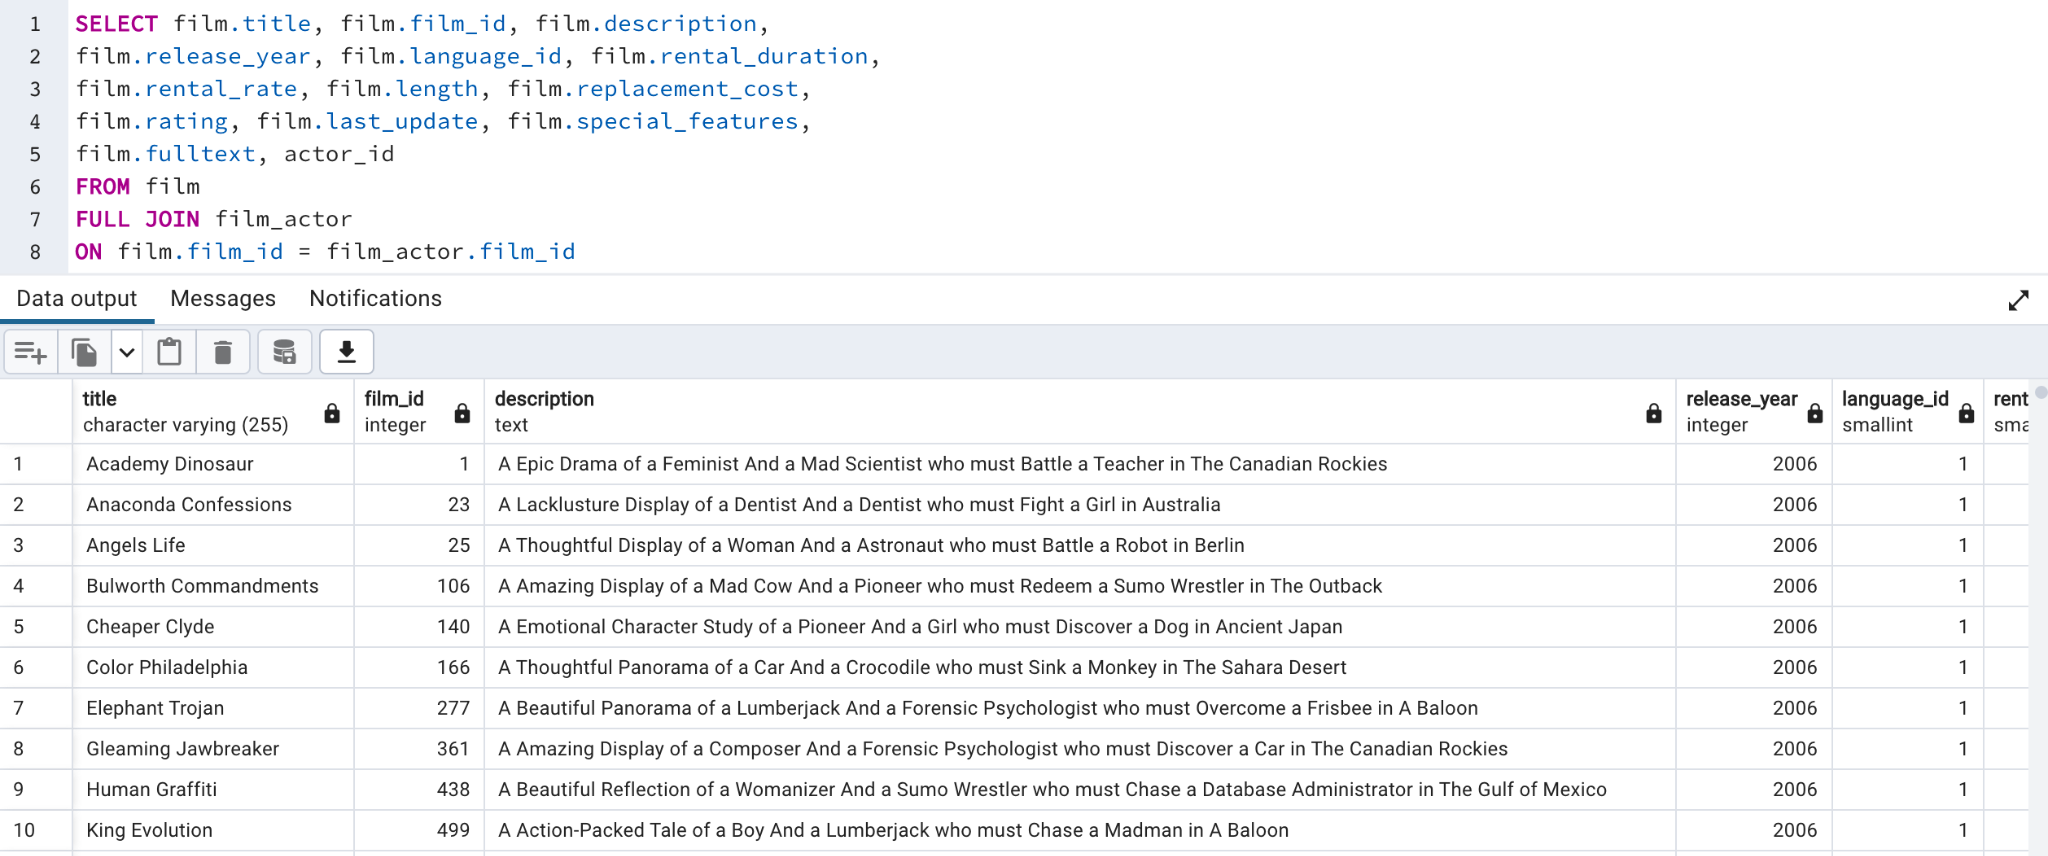 1 SELECT film.title, film.film_id, film.description,
2 film.release_year, film.language_id, film.rental_duration,
3 film.rental_rate, film.length, film.replacement_cost,
4 film.rating, film.last_update, film.special_features,
5 film.fulltext, actor_id
6 FROM film
7 FULL JOIN film_actor
8 ON film.film_id = film_actor.film_id
Data output Messages Notifications
title film_id description release_year language_id rent
character varying (255) integer text integer smallint sma
1 Academy Dinosaur 1 A Epic Drama of a Feminist And a Mad Scientist who must Battle a Teacher in The Canadian Rockies 2006 1
2 Anaconda Confessions 23 A Lacklusture Display of a Dentist And a Dentist who must Fight a Girl in Australia 2006 1
3 Angels Life 25 A Thoughtful Display of a Woman And a Astronaut who must Battle a Robot in Berlin 2006 1
4 Bulworth Commandments 106 A Amazing Display of a Mad Cow And a Pioneer who must Redeem a Sumo Wrestler in The Outback 2006 1
5 Cheaper Clyde 140 A Emotional Character Study of a Pioneer And a Girl who must Discover a Dog in Ancient Japan 2006 1
6 Color Philadelphia 166 A Thoughtful Panorama of a Car And a Crocodile who must Sink a Monkey in The Sahara Desert 2006 1
7 Elephant Trojan 277 A Beautiful Panorama of a Lumberjack And a Forensic Psychologist who must Overcome a Frisbee in A Baloon 2006 1
8 Gleaming Jawbreaker 361 A Amazing Display of a Composer And a Forensic Psychologist who must Discover a Car in The Canadian Rockies 2006 1
9 Human Graffiti 438 A Beautiful Reflection of a Womanizer And a Sumo Wrestler who must Chase a Database Administrator in The Gulf of Mexico 2006 1
10 King Evolution 499 A Action-Packed Tale of a Boy And a Lumberjack who must Chase a Madman in A Baloon 2006 1